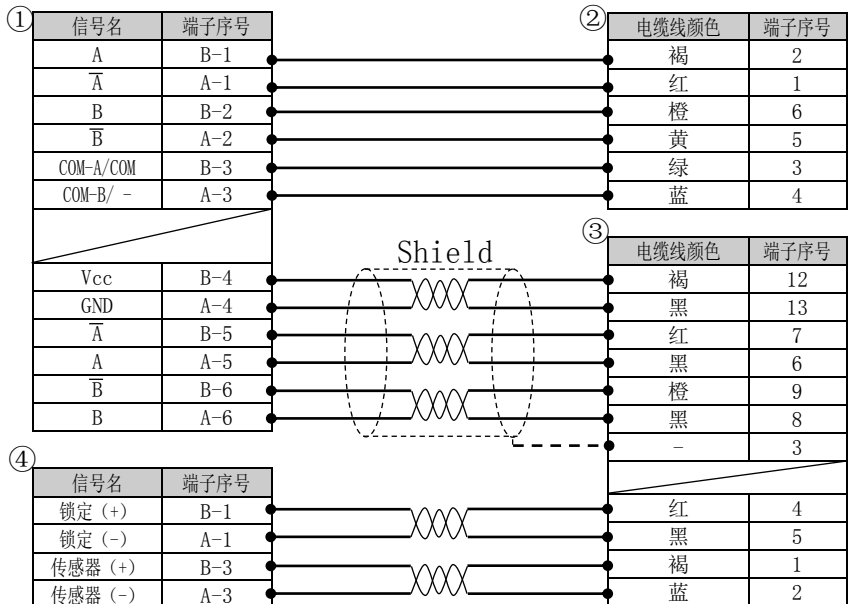 ①
信号名 端子序号
A B-1
A̅ A-1
B B-2
B̅ A-2
COM-A/COM B-3
COM-B/ - A-3
Vcc B-4
GND A-4
A̅ B-5
A A-5
B̅ B-6
B A-6
Shield
②
电缆线颜色 端子序号
褐 2
红 1
橙 6
黄 5
绿 3
蓝 4
③
电缆线颜色 端子序号
褐 12
黑 13
红 7
黑 6
橙 9
黑 8
- 3
红 4
黑 5
褐 1
蓝 2
④
信号名 端子序号
锁定 (+) B-1
锁定 (-) A-1
传感器 (+) B-3
传感器 (-) A-3